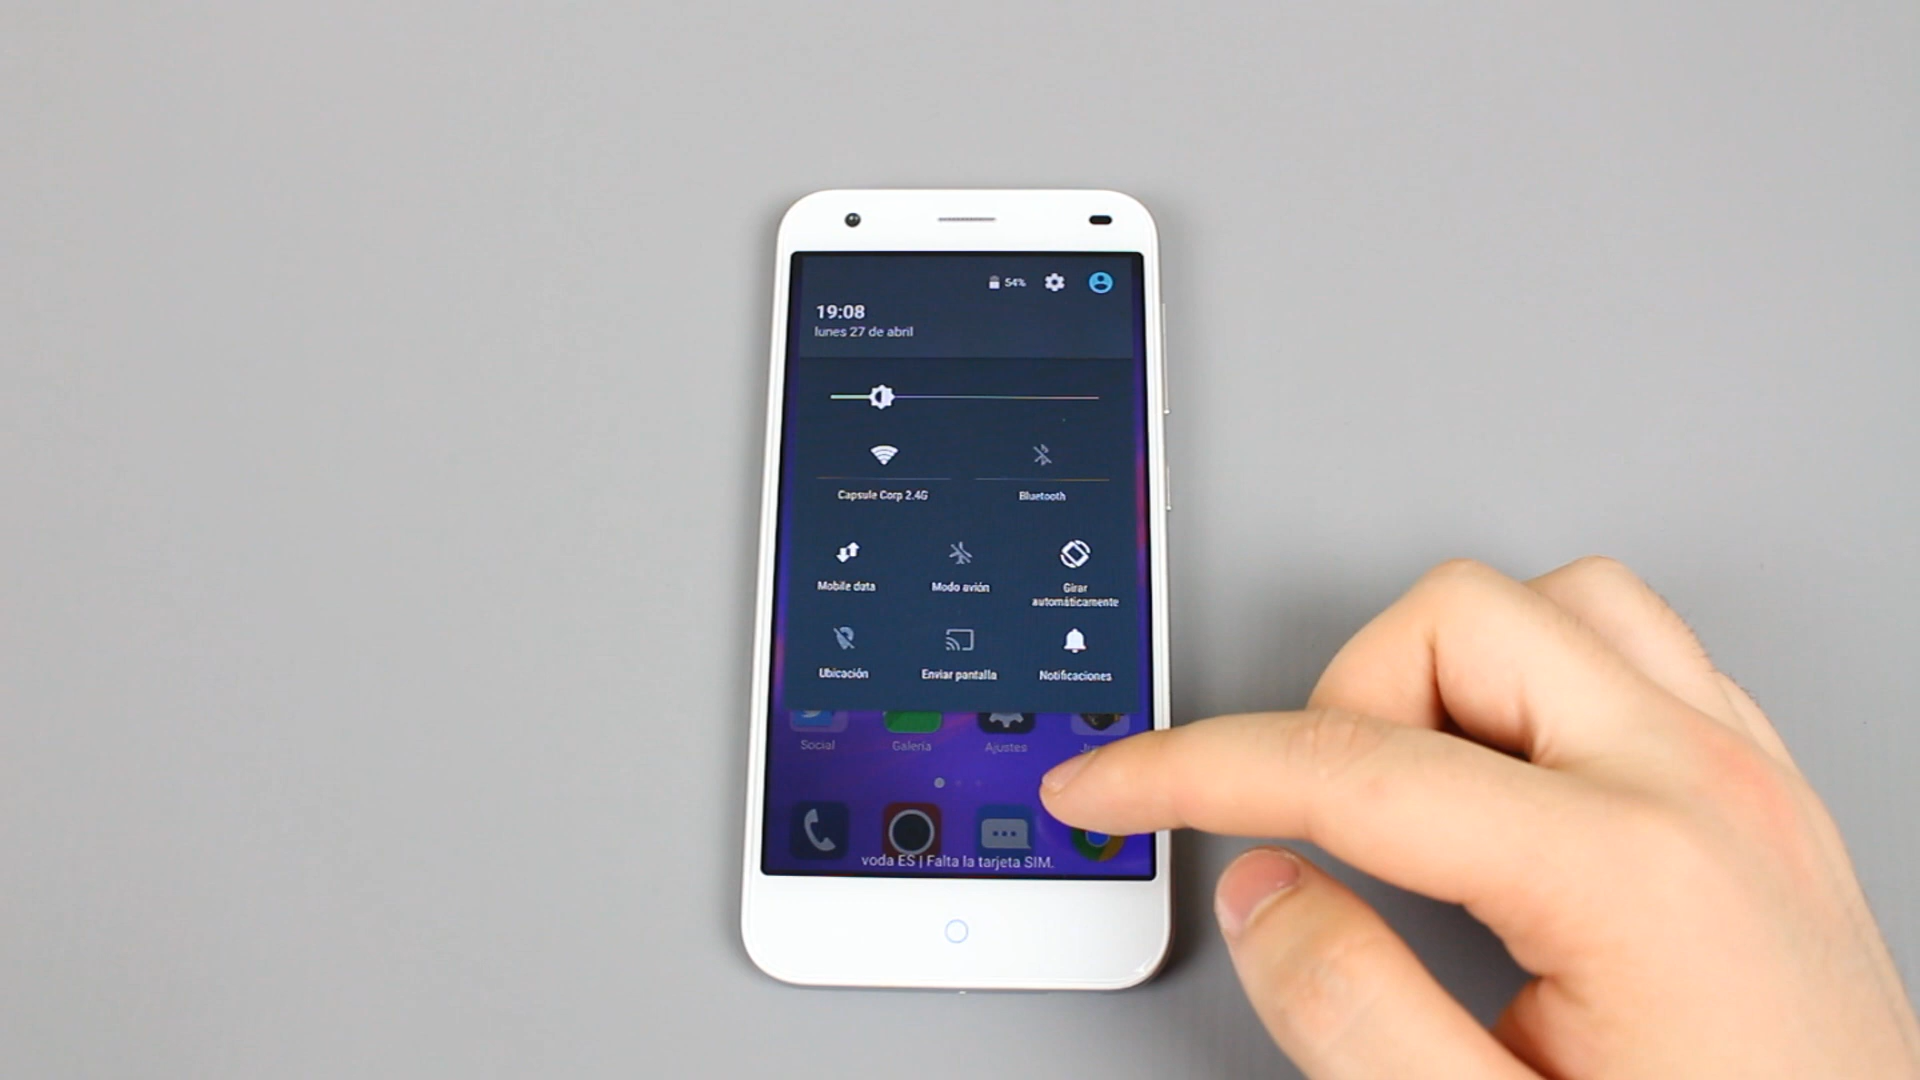 54%
19:08
lunes 27 de abril
Capsule Corp 2.4G
Bluetooth
Mobile data
Modo avión
Girar
automáticamente
Ubicación
Enviar pantalla
Notificaciones
Social
Galería
Ajustes
voda ES | Falta la tarjeta SIM.